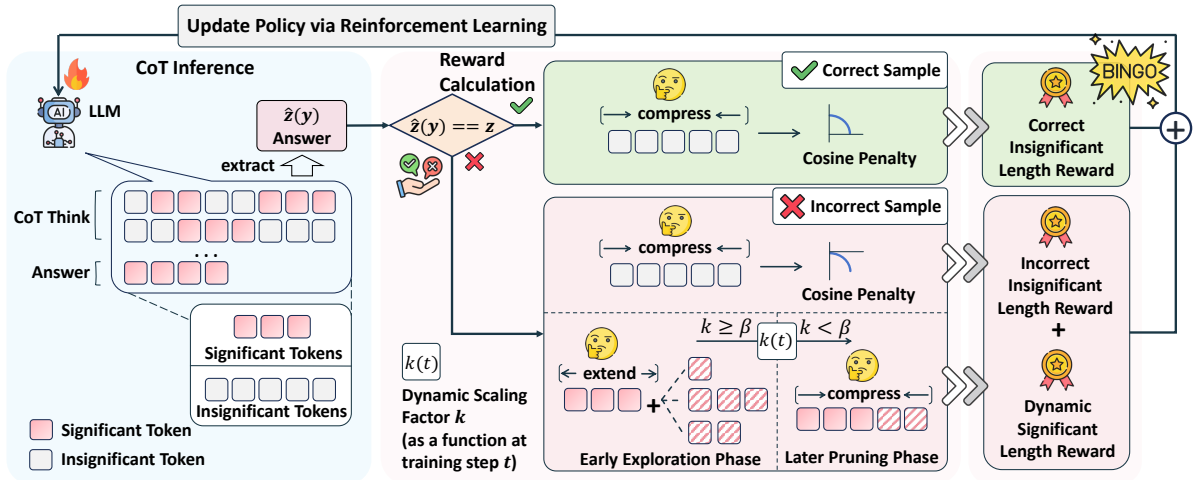 Update Policy via Reinforcement Learning
CoT Inference
AI
LLM
ẑ(y)
Answer
extract
CoT Think
...
Answer
Significant Tokens
Insignificant Tokens
Significant Token
Insignificant Token
Reward
Calculation
ẑ(y) == z
k(t)
Dynamic Scaling
Factor k
(as a function at
training step t)
Correct Sample
compress
Cosine Penalty
Incorrect Sample
compress
Cosine Penalty
k ≥ β
k(t)
k < β
extend
+
compress
Early Exploration Phase
Later Pruning Phase
BINGO
Correct
Insignificant
Length Reward
+
Incorrect
Insignificant
Length Reward
+
Dynamic
Significant
Length Reward